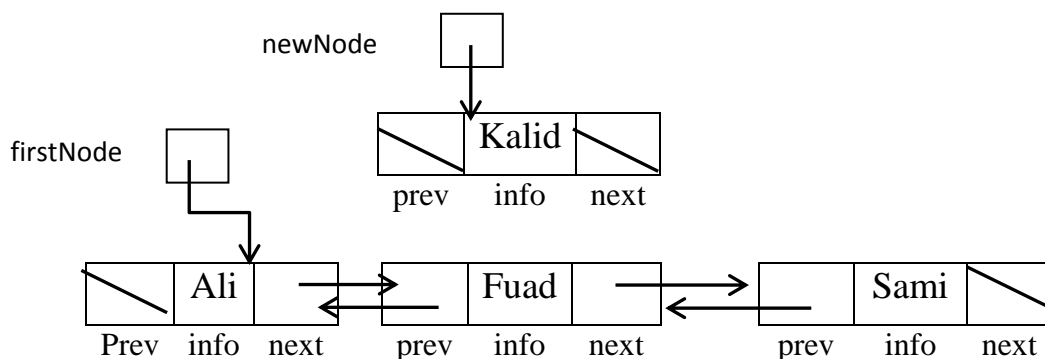 newNode
Kalid
firstNode
prev info next
Ali Fuad Sami
Prev info next prev info next prev info next